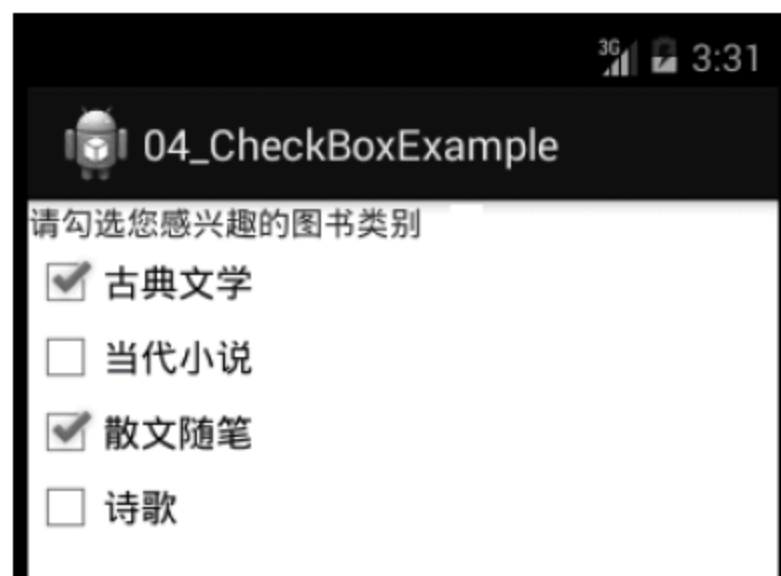 3G 3:31
04_CheckBoxExample
请勾选您感兴趣的图书类别
古典文学
当代小说
散文随笔
诗歌